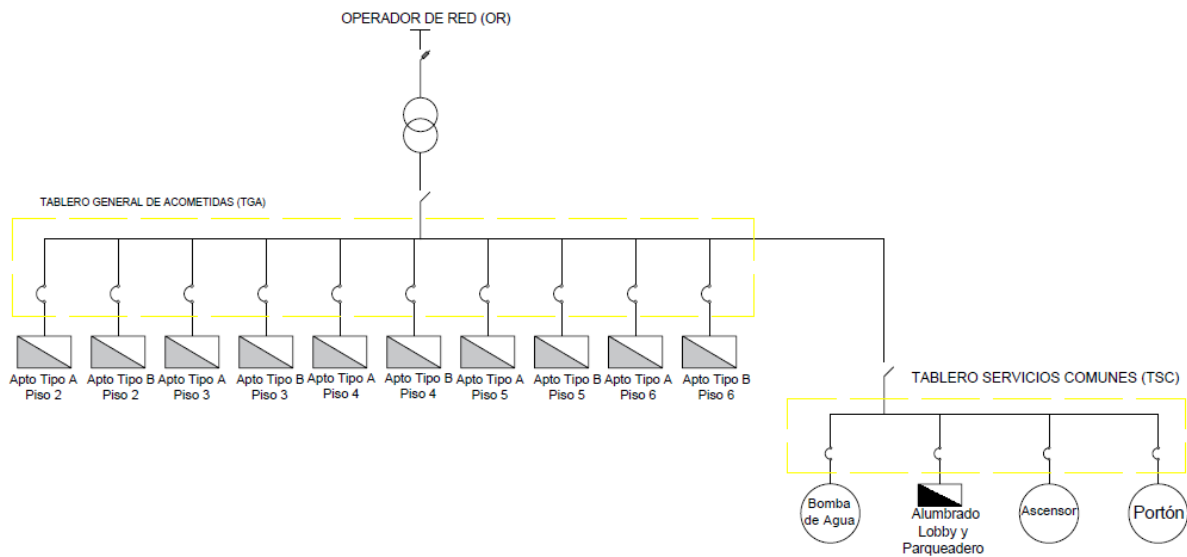 OPERADOR DE RED (OR)
TABLERO GENERAL DE ACOMETIDAS (TGA)
Apto Tipo A
Piso 2
Apto Tipo B
Piso 2
Apto Tipo A
Piso 3
Apto Tipo B
Piso 3
Apto Tipo A
Piso 4
Apto Tipo B
Piso 4
Apto Tipo A
Piso 5
Apto Tipo B
Piso 5
Apto Tipo A
Piso 6
Apto Tipo B
Piso 6
TABLERO SERVICIOS COMUNES (TSC)
Bomba
de Agua
Alumbrado
Lobby y
Parqueadero
Ascensor
Portón